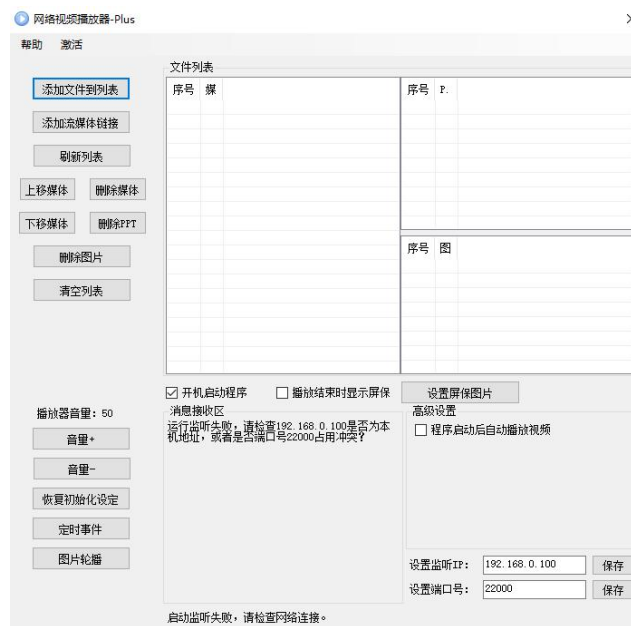 网络视频播放器-Plus
帮助 激活
文件列表
添加文件到列表
序号 媒
序号 P.
添加流媒体链接
刷新列表
上移媒体 删除媒体
下移媒体 删除PPT
序号 图
删除图片
清空列表
开机启动程序 播放结束时显示屏保 设置屏保图片
播放器音量：50
消息接收区
高级设置
运行监听失败，请检查192.168.0.100是否为本
机地址，或者是否端口号22000占用冲突？
程序启动后自动播放视频
音量+
音量-
恢复初始化设定
定时事件
图片轮播
设置监听IP： 192.168.0.100 保存
设置端口号： 22000 保存
启动监听失败，请检查网络连接。